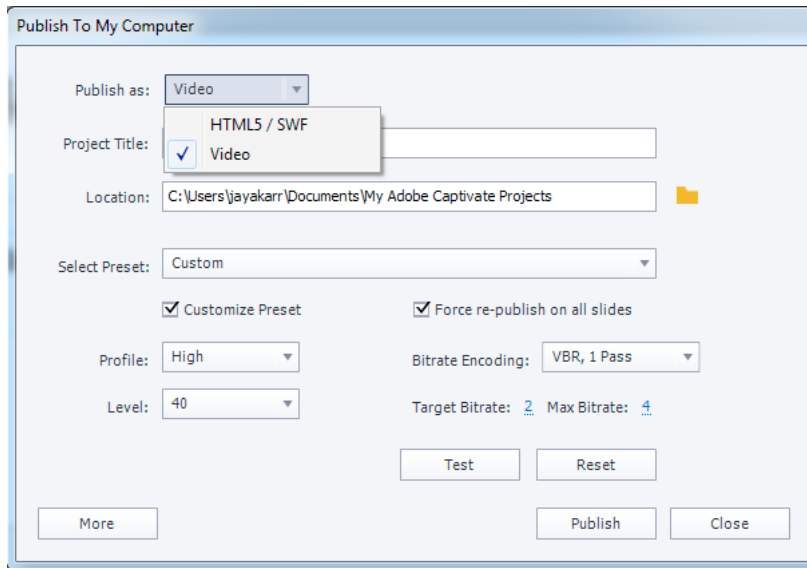 Publish To My Computer
Publish as: Video
HTML5 / SWF
Project Title:
Video
Location: C:\Users\jayakarr\Documents\My Adobe Captivate Projects
Select Preset: Custom
Customize Preset Force re-publish on all slides
Profile: High Bitrate Encoding: VBR, 1 Pass
Level: 40 Target Bitrate: 2 Max Bitrate: 4
Test Reset
More Publish Close